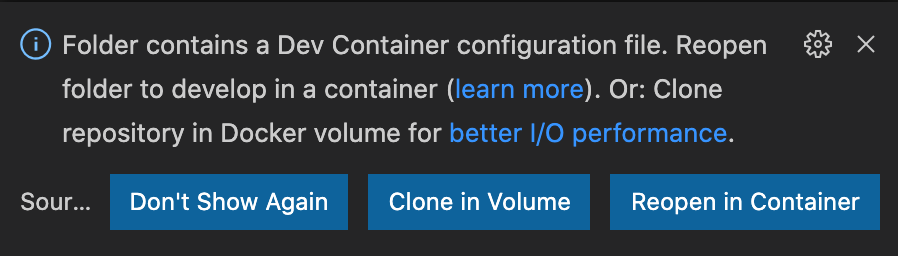 Folder contains a Dev Container configuration file. Reopen
folder to develop in a container (learn more). Or: Clone
repository in Docker volume for better I/O performance.
Sour... Don't Show Again Clone in Volume Reopen in Container